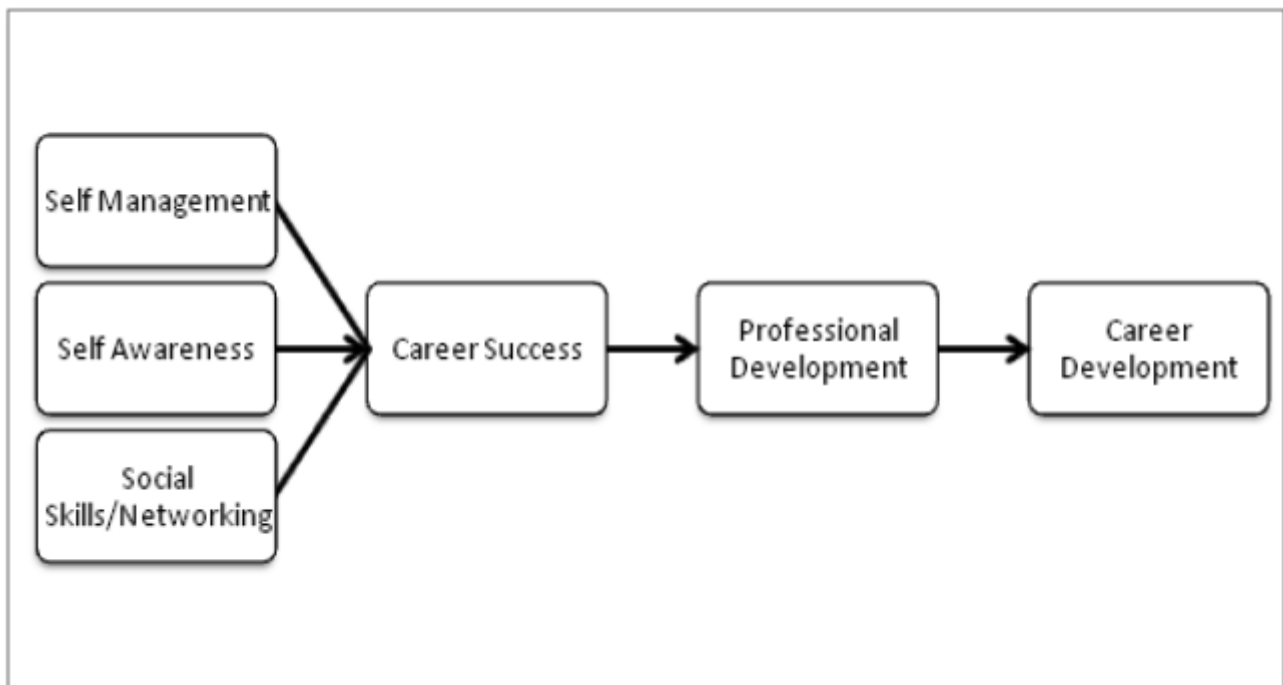 Self Management
Self Awareness
Social
Skills/Networking
Career Success
Professional
Development
Career
Development